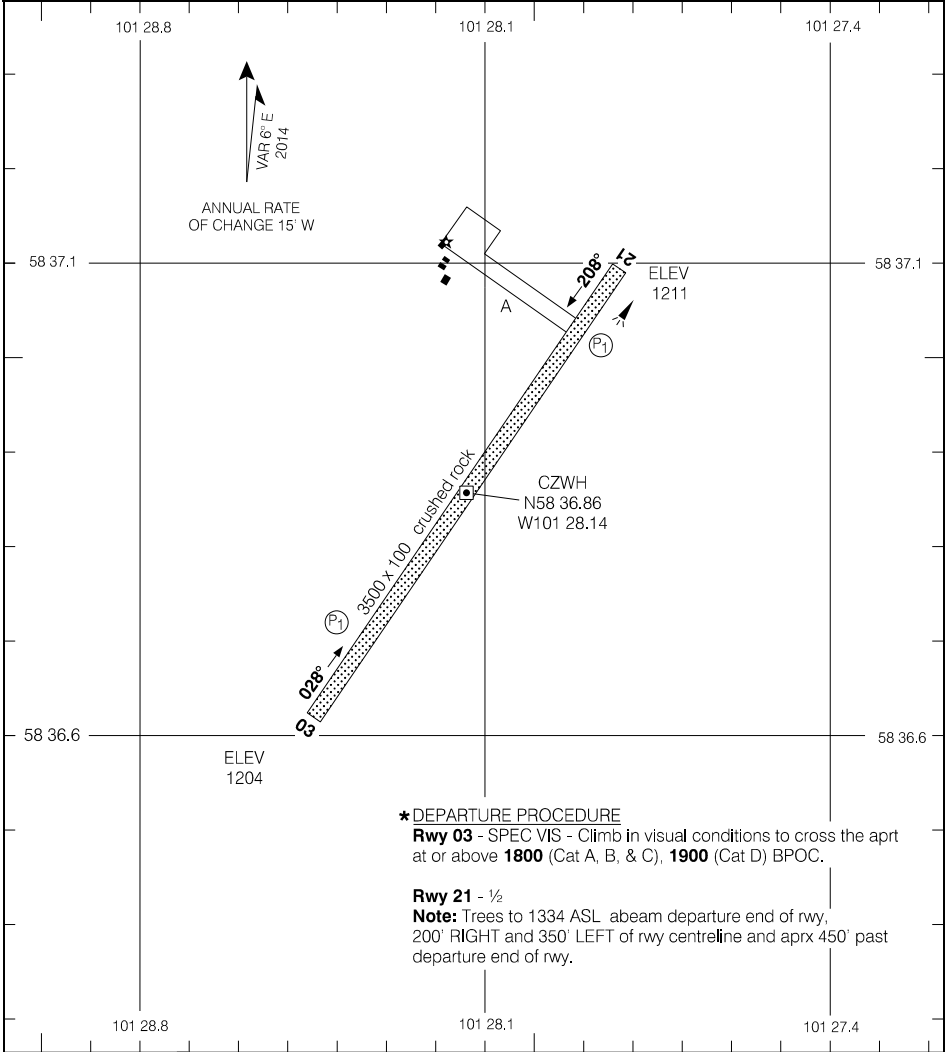 101 28.8
101 28.1
101 27.4
VAR 6° E
2014
ANNUAL RATE
OF CHANGE 15' W
58 37.1
58 37.1
208°
21
ELEV
1211
A
P1
CZWH
N58 36.86
W101 28.14
3500 x 100 crushed rock
P1
028°
03
58 36.6
58 36.6
ELEV
1204
* DEPARTURE PROCEDURE
Rwy 03 - SPEC VIS - Climb in visual conditions to cross the aprt
at or above 1800 (Cat A, B, & C), 1900 (Cat D) BPOC.
Rwy 21 - ½
Note: Trees to 1334 ASL abeam departure end of rwy,
200' RIGHT and 350' LEFT of rwy centreline and aprx 450' past
departure end of rwy.
101 28.8
101 28.1
101 27.4